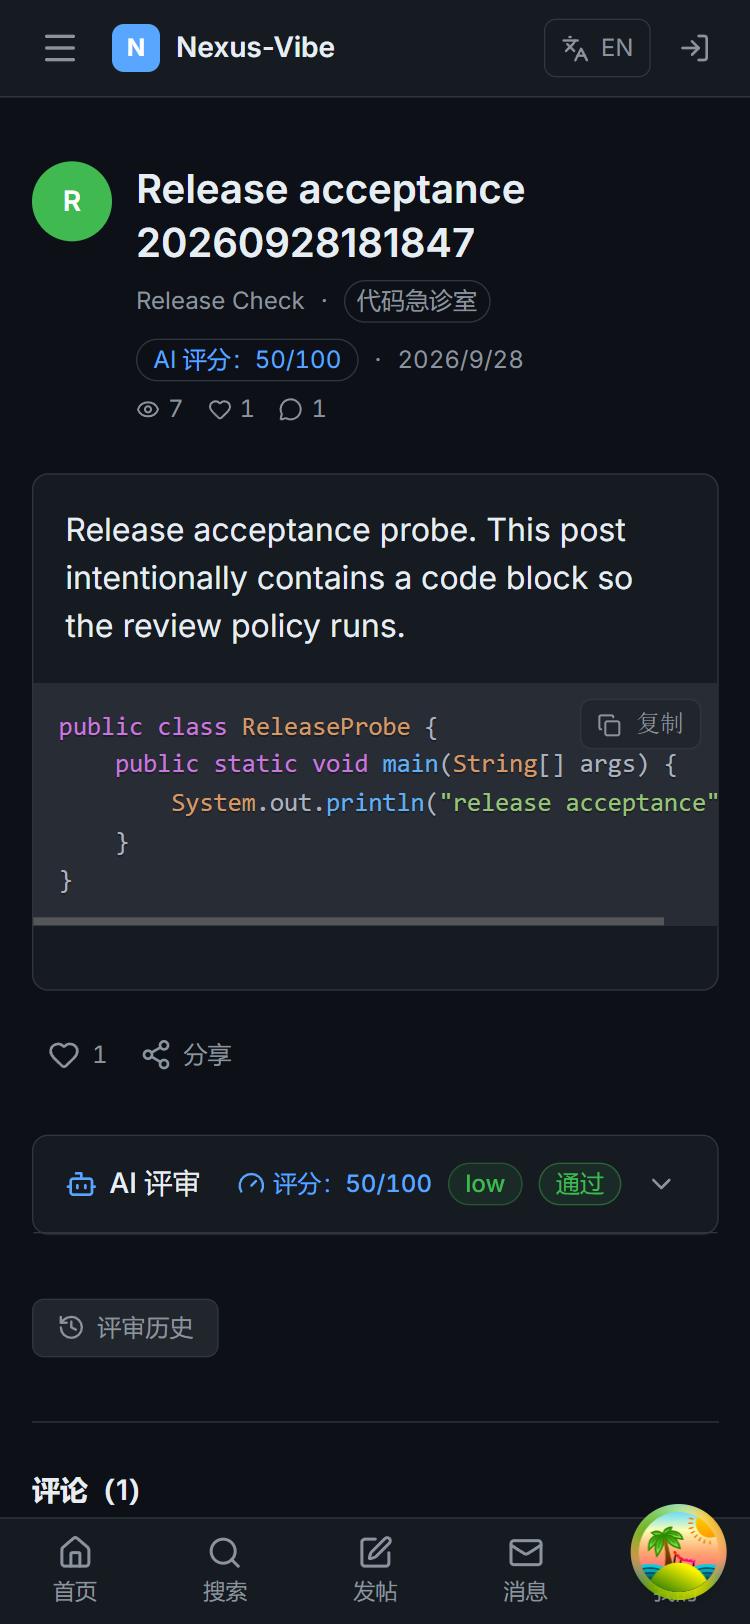 N Nexus-Vibe EN
R
Release acceptance
20260928181847
Release Check · 代码急诊室
AI 评分：50/100 · 2026/9/28
7 1 1
Release acceptance probe. This post
intentionally contains a code block so
the review policy runs.
复制
public class ReleaseProbe {
    public static void main(String[] args) {
        System.out.println("release acceptance"
    }
}
1 分享
AI 评审 评分：50/100 low 通过
评审历史
评论 (1)
首页 搜索 发帖 消息